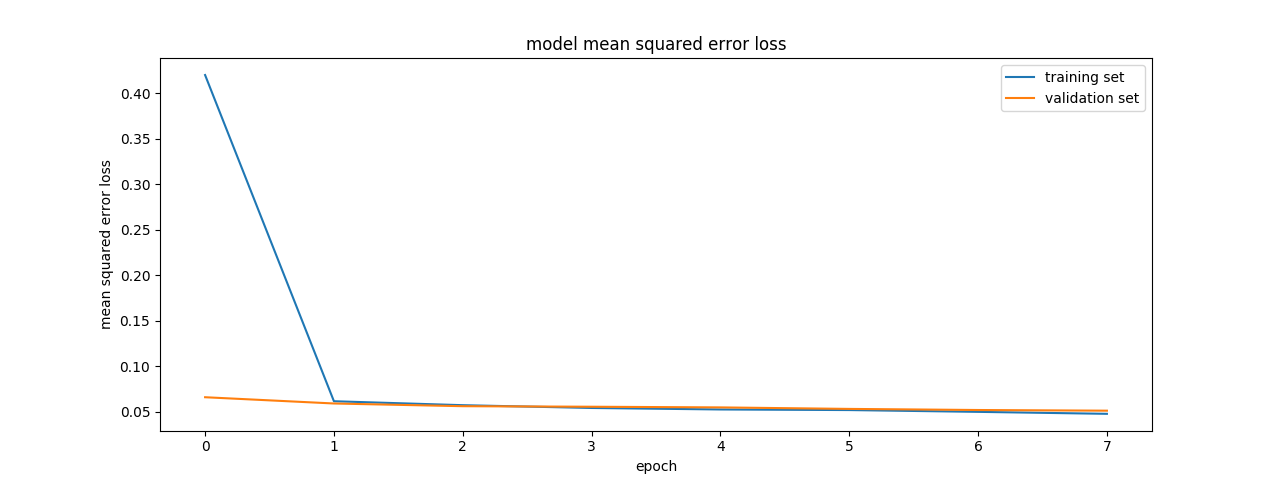 model mean squared error loss
training set
validation set
mean squared error loss
0.40
0.35
0.30
0.25
0.20
0.15
0.10
0.05
0 1 2 3 4 5 6 7
epoch